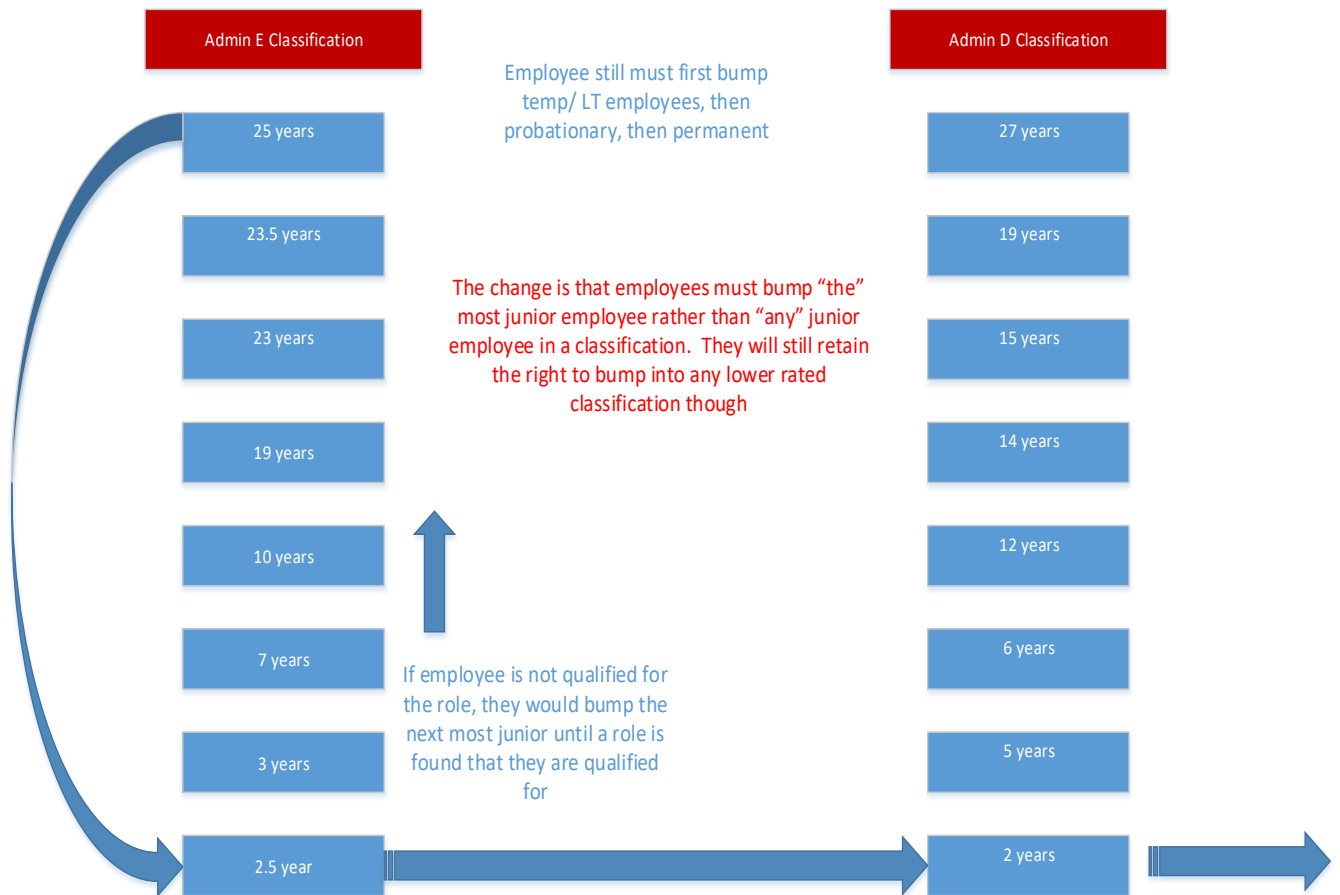 Admin E Classification
Admin D Classification
Employee still must first bump
temp/ LT employees, then
probationary, then permanent
25 years
27 years
23.5 years
19 years
The change is that employees must bump “the”
most junior employee rather than “any” junior
employee in a classification.  They will still retain
the right to bump into any lower rated
classification though
23 years
15 years
19 years
14 years
10 years
12 years
7 years
6 years
If employee is not qualified for
the role, they would bump the
next most junior until a role is
found that they are qualified
for
3 years
5 years
2.5 year
2 years